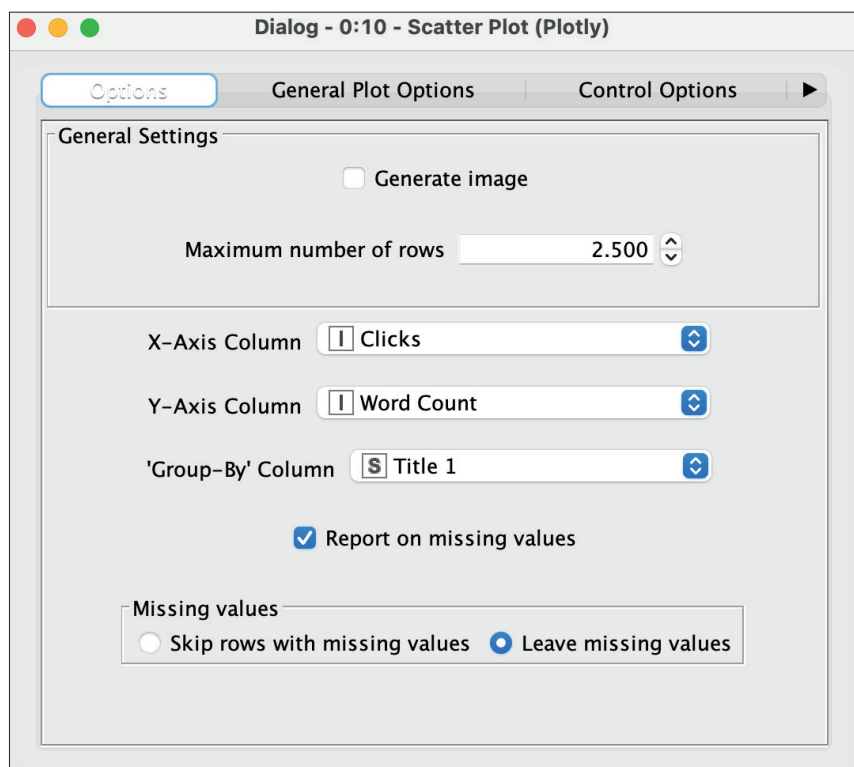 Dialog - 0:10 - Scatter Plot (Plotly)
Options General Plot Options Control Options
General Settings
Generate image
Maximum number of rows 2.500
X-Axis Column I Clicks
Y-Axis Column I Word Count
'Group-By' Column S Title 1
Report on missing values
Missing values
Skip rows with missing values Leave missing values